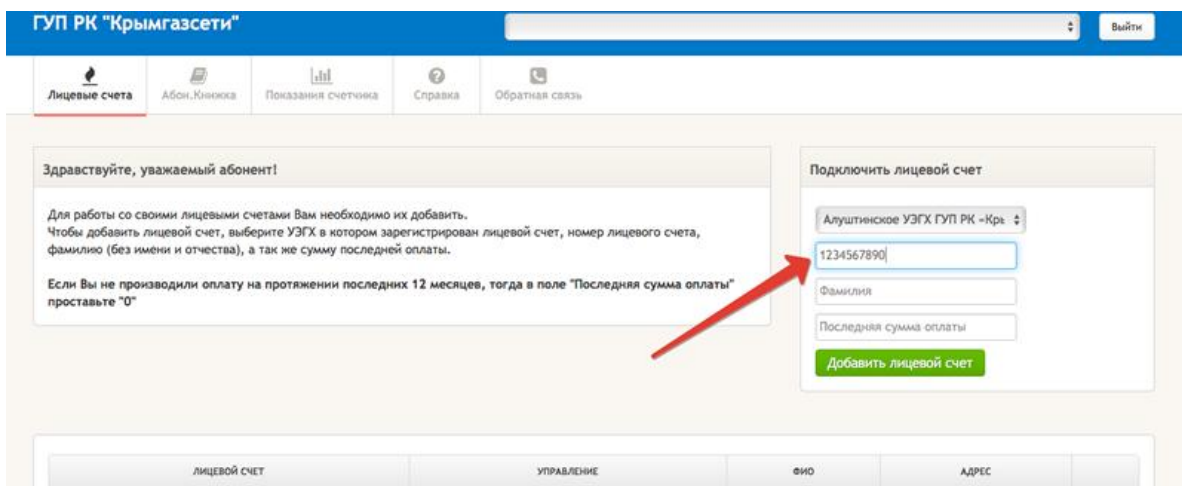 ГУП РК "Крымгазсети"
Выйти
Лицевые счета
Абон.Книжка
Показания счетчика
Справка
Обратная связь
Здравствуйте, уважаемый абонент!
Для работы со своими лицевыми счетами Вам необходимо их добавить.
Чтобы добавить лицевой счет, выберите УЭГХ в котором зарегистрирован лицевой счет, номер лицевого счета,
фамилию (без имени и отчества), а так же сумму последней оплаты.
Если Вы не производили оплату на протяжении последних 12 месяцев, тогда в поле "Последняя сумма оплаты"
проставьте "0"
Подключить лицевой счет
Алуштинское УЭГХ ГУП РК «Кры
1234567890
Фамилия
Последняя сумма оплаты
Добавить лицевой счет
ЛИЦЕВОЙ СЧЕТ
УПРАВЛЕНИЕ
ФИО
АДРЕС